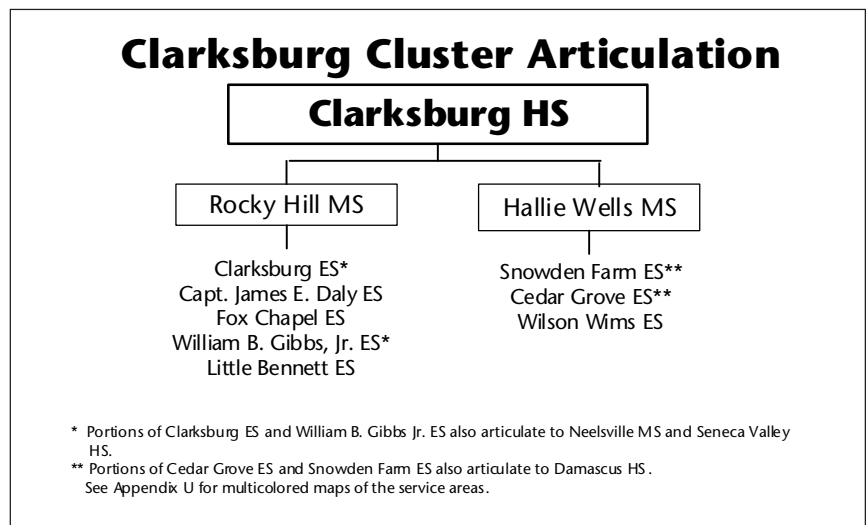 Clarksburg Cluster Articulation
Clarksburg HS
Rocky Hill MS
Clarksburg ES*
Capt. James E. Daly ES
Fox Chapel ES
William B. Gibbs, Jr. ES*
Little Bennett ES
Hallie Wells MS
Snowden Farm ES**
Cedar Grove ES**
Wilson Wims ES
* Portions of Clarksburg ES and William B. Gibbs Jr. ES also articulate to Neelsville MS and Seneca Valley
HS.
** Portions of Cedar Grove ES and Snowden Farm ES also articulate to Damascus HS.
See Appendix U for multicolored maps of the service areas.